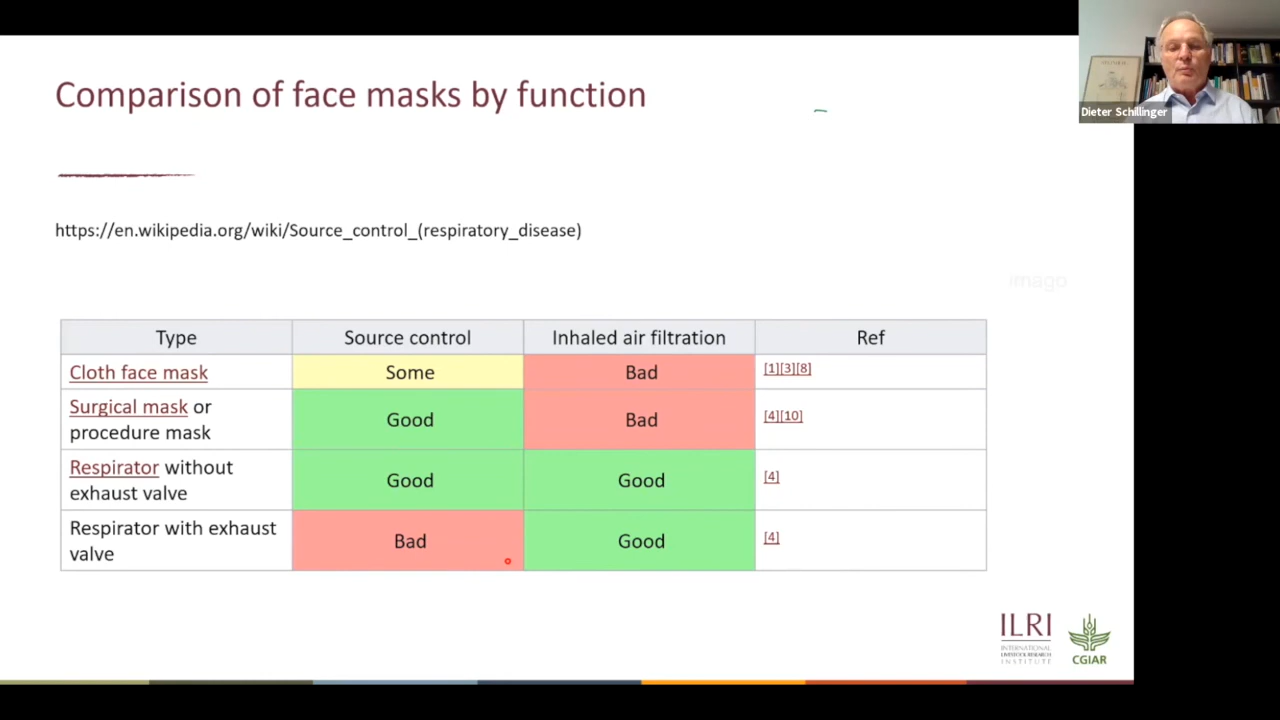 Comparison of face masks by function
Dieter Schillinger
https://en.wikipedia.org/wiki/Source_control_(respiratory_disease)
imago
Type Source control Inhaled air filtration Ref
Cloth face mask Some Bad [1][3][8]
Surgical mask or
procedure mask
Good Bad [4][10]
Respirator without
exhaust valve
Good Good [4]
Respirator with exhaust
valve
Bad Good [4]
ILRI
INTERNATIONAL
LIVESTOCK RESEARCH
INSTITUTE
CGIAR